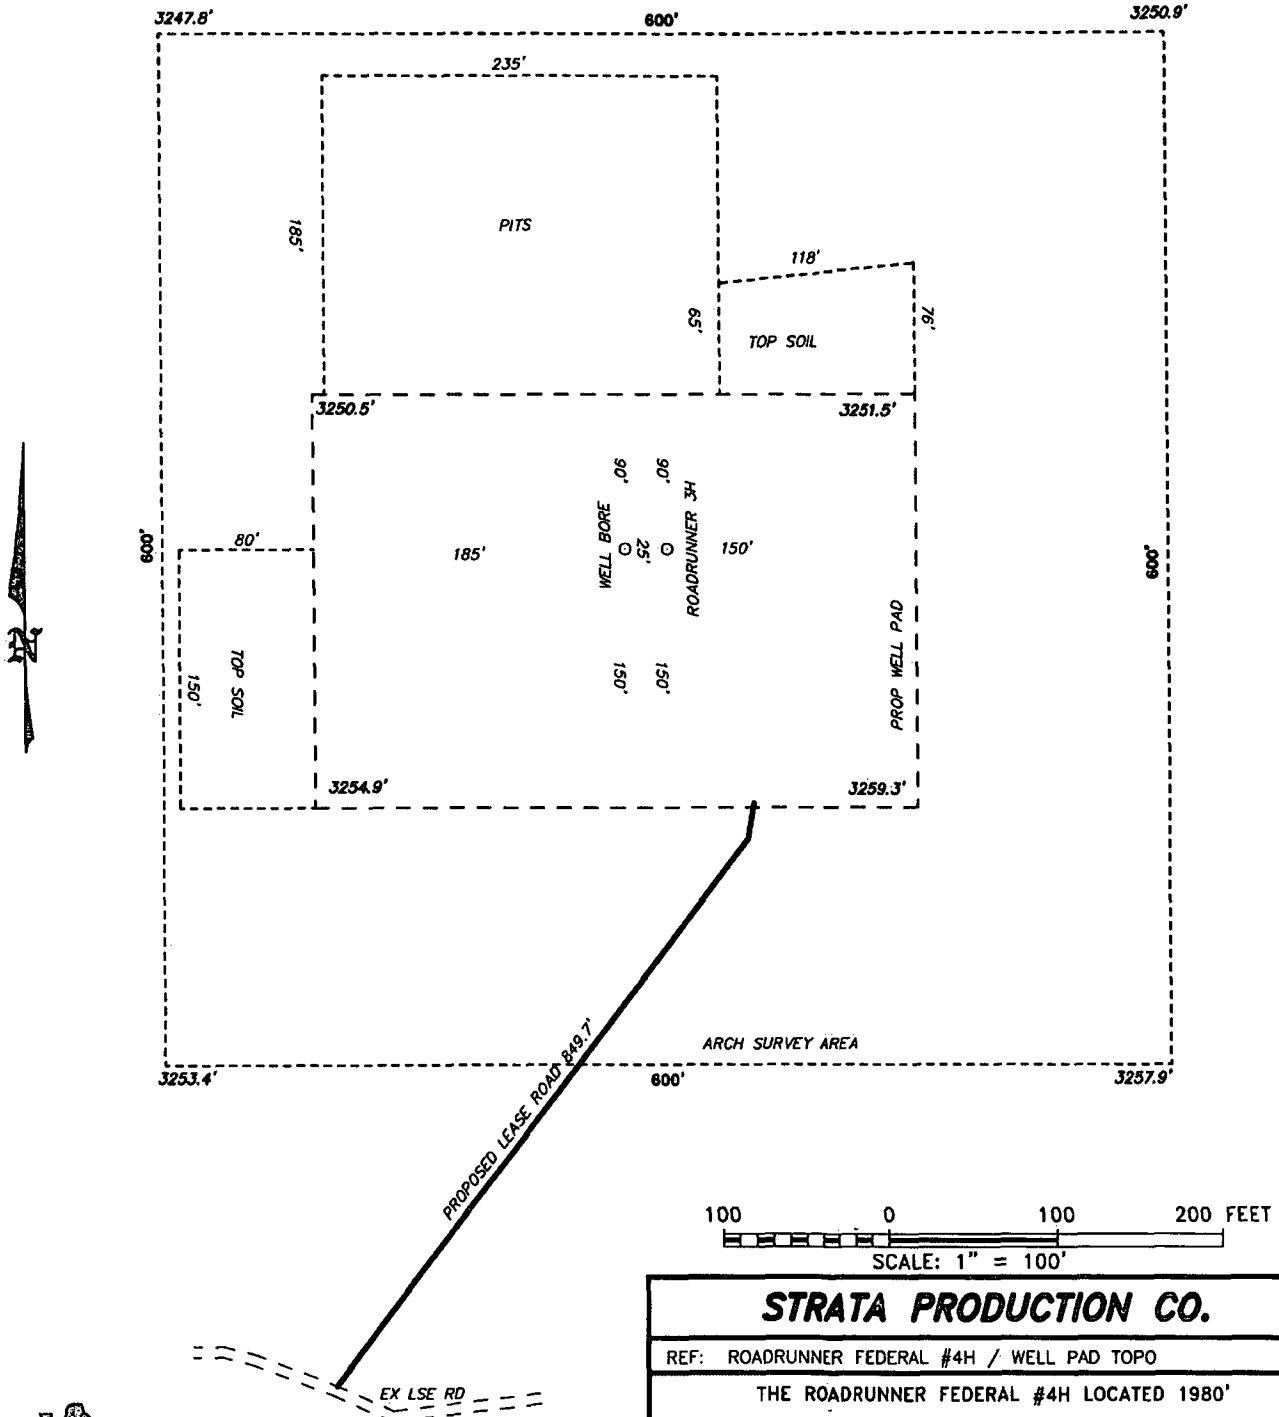 3247.8'
600'
3250.9'
235'
185'
PITS
118'
65'
TOP SOIL
76'
3250.5'
3251.5'
90'
90'
WELL BORE
25'
ROADRUNNER 3H
185'
150'
600'
80'
600'
PROP WELL PAD
150'
TOP SOIL
150'
150'
3254.9'
3259.3'
PROPOSED LEASE ROAD 849.7'
ARCH SURVEY AREA
3253.4'
600'
3257.9'
100 0 100 200 FEET
SCALE: 1" = 100'
STRATA PRODUCTION CO.
REF: ROADRUNNER FEDERAL #4H / WELL PAD TOPO
THE ROADRUNNER FEDERAL #4H LOCATED 1980'
EX LSE RD
N